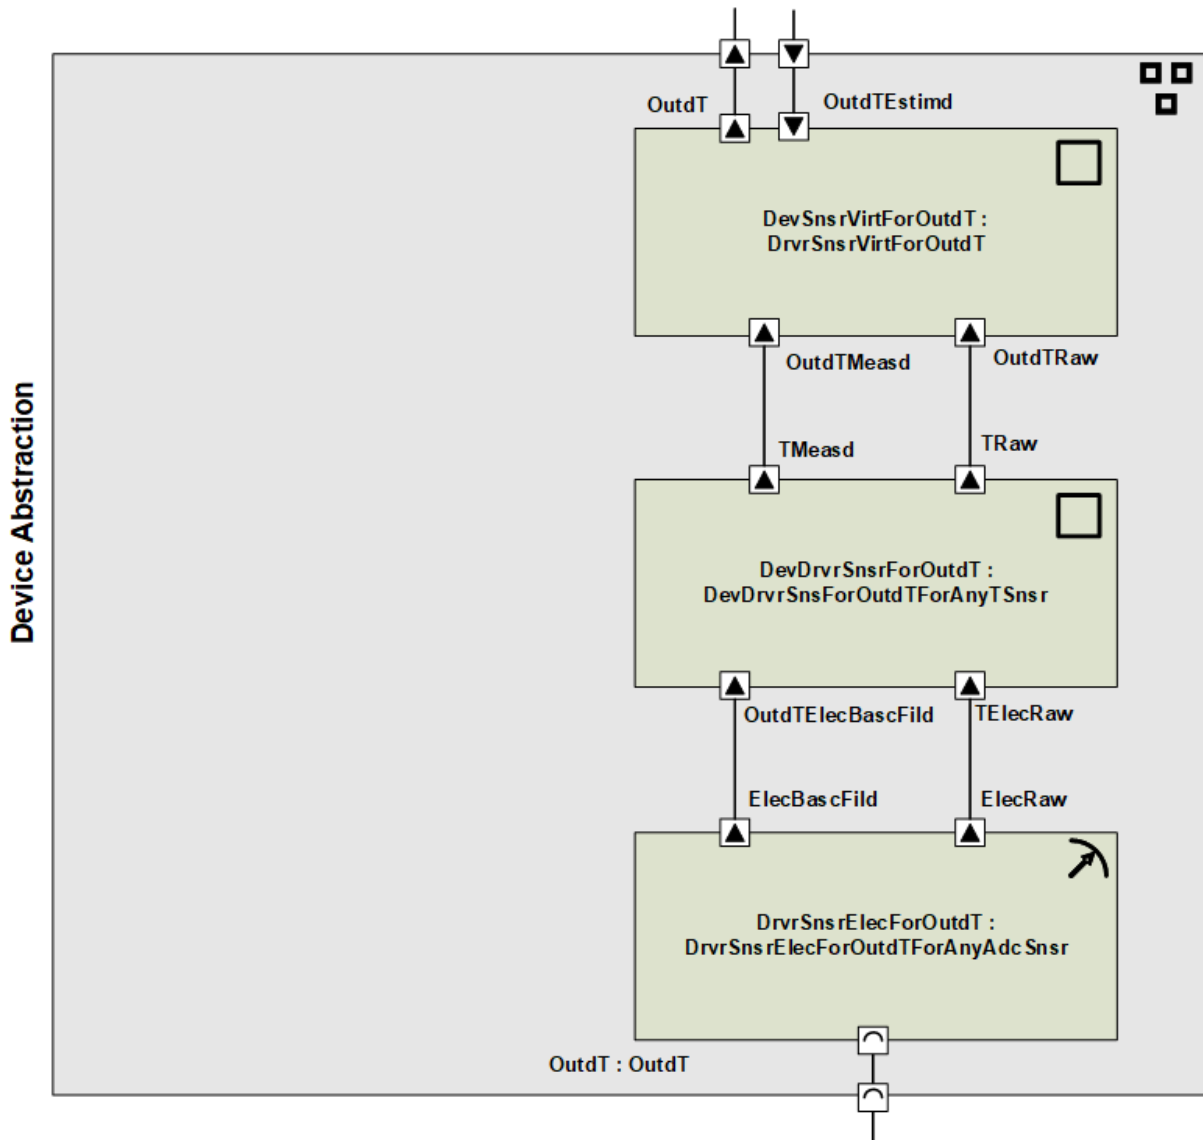 OutdT
OutdTEstimd
DevSnsrVirtForOutdT :
DrvrSnsrVirtForOutdT
OutdTMeasd
OutdTRaw
TMeasd
TRaw
Device Abstraction
DevDrvrSnsrForOutdT :
DevDrvrSnsForOutdTForAnyTSnsr
OutdTElecBascFild
TElecRaw
ElecBascFild
ElecRaw
DrvrSnsrElecForOutdT :
DrvrSnsrElecForOutdTForAnyAdcSnsr
OutdT : OutdT